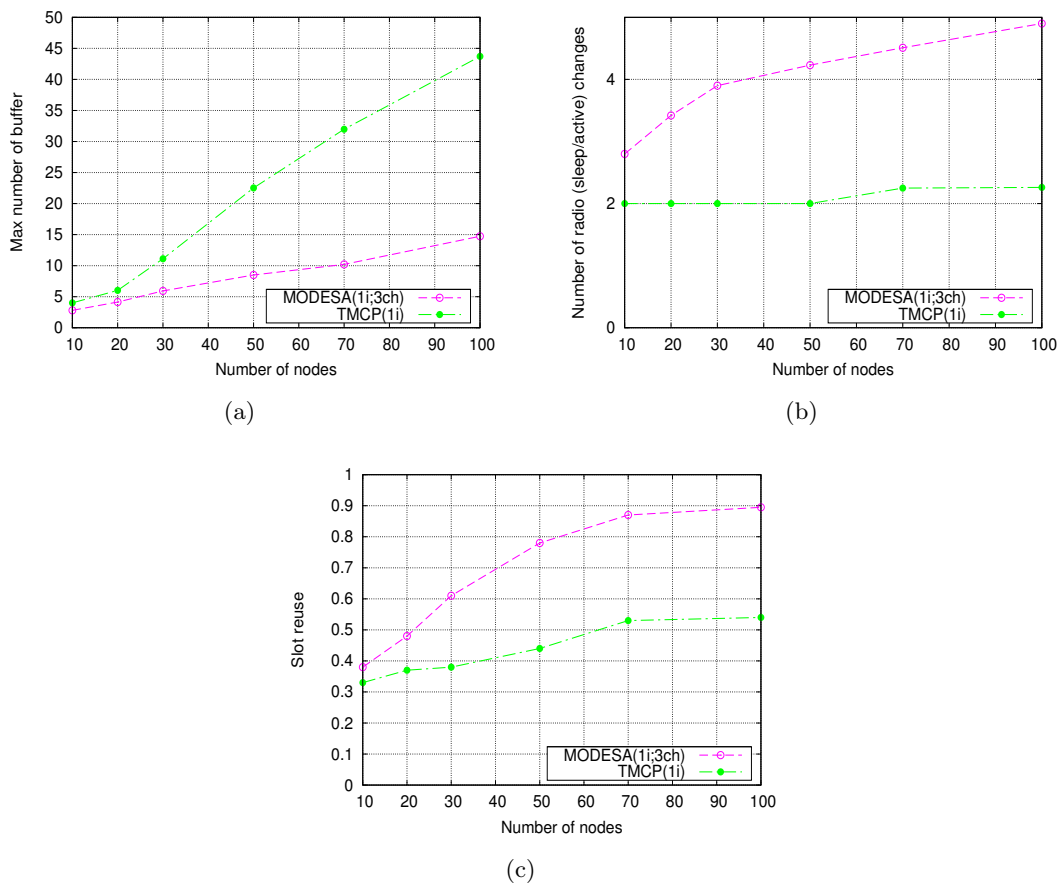 50
45
40
35
30
25
20
15
10
5
0
Max number of buffer
10 20 30 40 50 60 70 80 90 100
Number of nodes
MODESA(1i;3ch)
TMCP(1i)
(a)
4
2
0
Number of radio (sleep/active) changes
10 20 30 40 50 60 70 80 90 100
Number of nodes
MODESA(1i;3ch)
TMCP(1i)
(b)
1
0.9
0.8
0.7
0.6
0.5
0.4
0.3
0.2
0.1
0
Slot reuse
10 20 30 40 50 60 70 80 90 100
Number of nodes
MODESA(1i;3ch)
TMCP(1i)
(c)